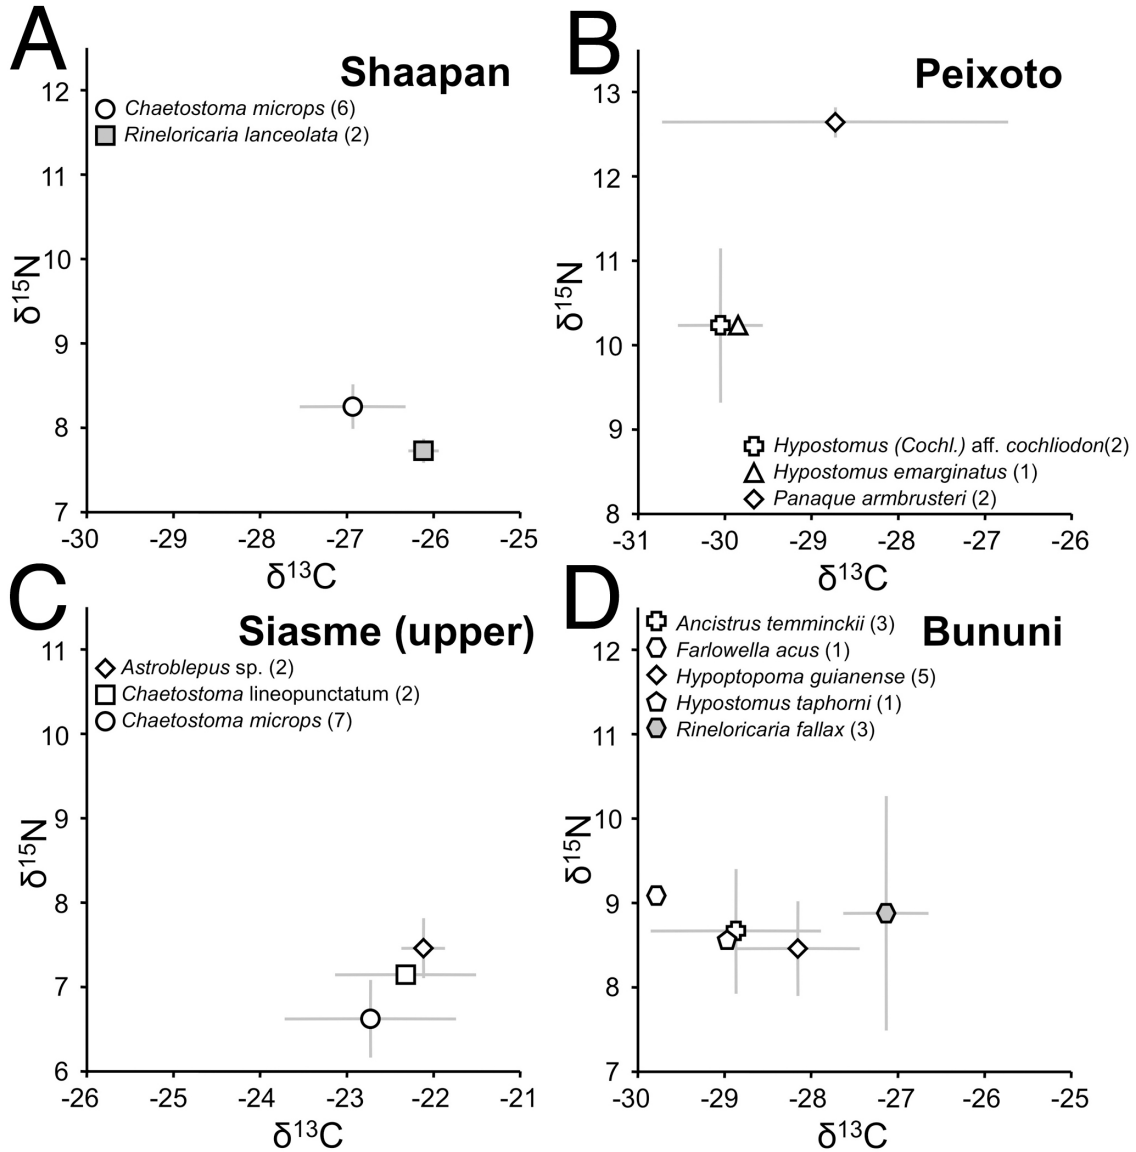 A
Shaapan
Chaetostoma microps (6)
Rineloricaria lanceolata (2)
12
11
10
9
8
7
δ15N
-30 -29 -28 -27 -26 -25
δ13C
B
Peixoto
13
12
11
10
9
8
δ15N
Hypostomus (Cochl.) aff. cochliodon(2)
Hypostomus emarginatus (1)
Panaque armbrusteri (2)
-31 -30 -29 -28 -27 -26
δ13C
C
Siasme (upper)
Astroblepus sp. (2)
Chaetostoma lineopunctatum (2)
Chaetostoma microps (7)
11
10
9
8
7
6
δ15N
-26 -25 -24 -23 -22 -21
δ13C
D
Bununi
Ancistrus temminckii (3)
Farlowella acus (1)
Hypoptopoma guianense (5)
Hypostomus taphorni (1)
Rineloricaria fallax (3)
12
11
10
9
8
7
δ15N
-30 -29 -28 -27 -26 -25
δ13C